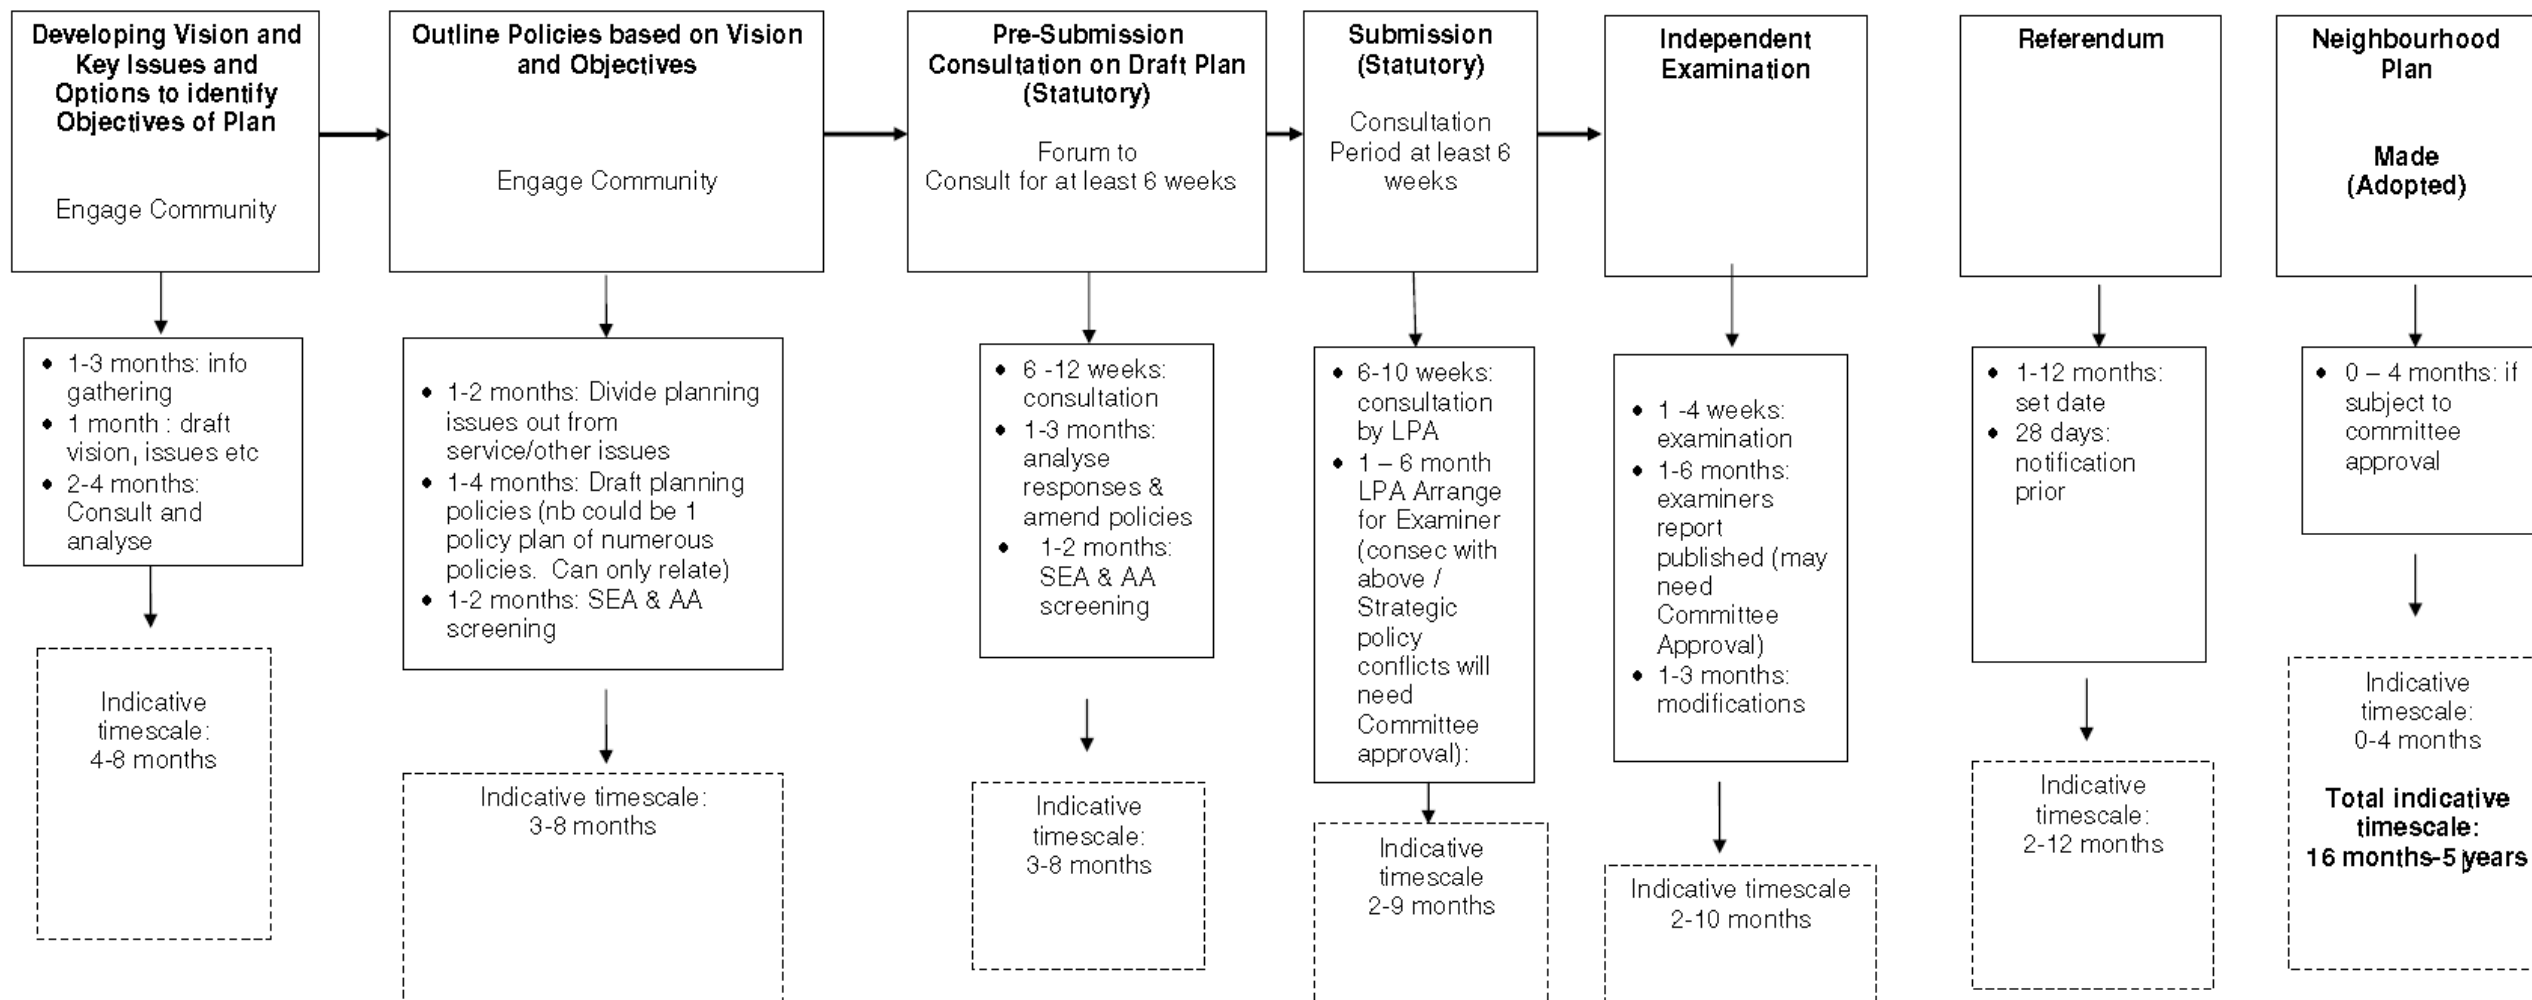 Developing Vision and
Key Issues and
Options to identify
Objectives of Plan
Engage Community
Outline Policies based on Vision
and Objectives
Engage Community
Pre-Submission
Consultation on Draft Plan
(Statutory)
Forum to
Consult for at least 6 weeks
Submission
(Statutory)
Consultation
Period at least 6
weeks
Independent
Examination
Referendum
Neighbourhood
Plan
Made
(Adopted)
• 1-3 months: info
gathering
• 1 month : draft
vision, issues etc
• 2-4 months:
Consult and
analyse
• 1-2 months: Divide planning
issues out from
service/other issues
• 1-4 months: Draft planning
policies (nb could be 1
policy plan of numerous
policies.  Can only relate)
• 1-2 months: SEA & AA
screening
• 6 -12 weeks:
consultation
• 1-3 months:
analyse
responses &
amend policies
• 1-2 months:
SEA & AA
screening
• 6-10 weeks:
consultation
by LPA
• 1 – 6 month
LPA Arrange
for Examiner
(consec with
above /
Strategic
policy
conflicts will
need
Committee
approval):
• 1 -4 weeks:
examination
• 1-6 months:
examiners
report
published (may
need
Committee
Approval)
• 1-3 months:
modifications
• 1-12 months:
set date
• 28 days:
notification
prior
• 0 – 4 months: if
subject to
committee
approval
Indicative
timescale:
4-8 months
Indicative timescale:
3-8 months
Indicative
timescale:
3-8 months
Indicative
timescale
2-9 months
Indicative timescale
2-10 months
Indicative
timescale:
2-12 months
Indicative
timescale:
0-4 months
Total indicative
timescale:
16 months-5 years